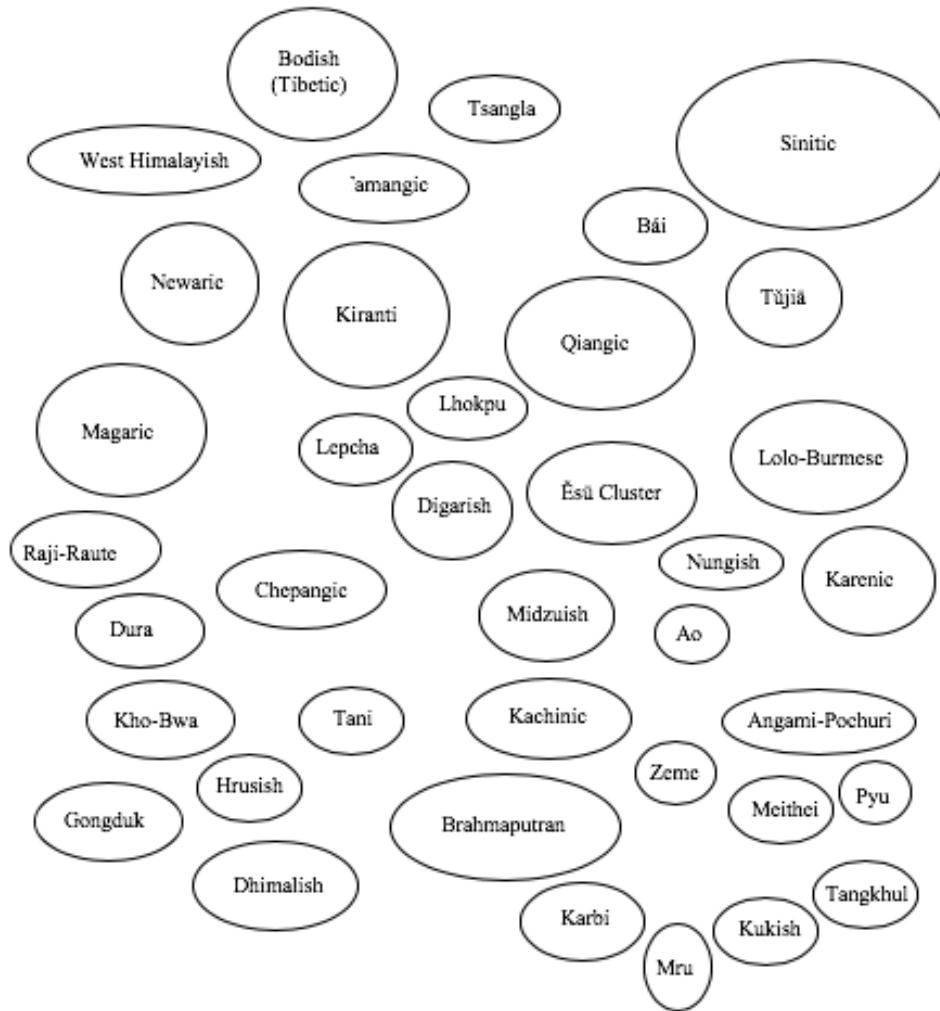 Bodish
(Tibetic)
Tsangla
Sinitic
West Himalayish
ˉamangic
Bái
Newaric
Kiranti
Tǔjiā
Qiangic
Lhokpu
Magaric
Lepcha
Lolo-Burmese
Digarish
Ĕsū Cluster
Raji-Raute
Nungish
Chepangic
Karenic
Midzuish
Dura
Ao
Kho-Bwa
Tani
Kachinic
Angami-Pochuri
Zeme
Hrusish
Gongduk
Brahmaputran
Meithei
Pyu
Dhimalish
Karbi
Tangkhul
Kukish
Mru